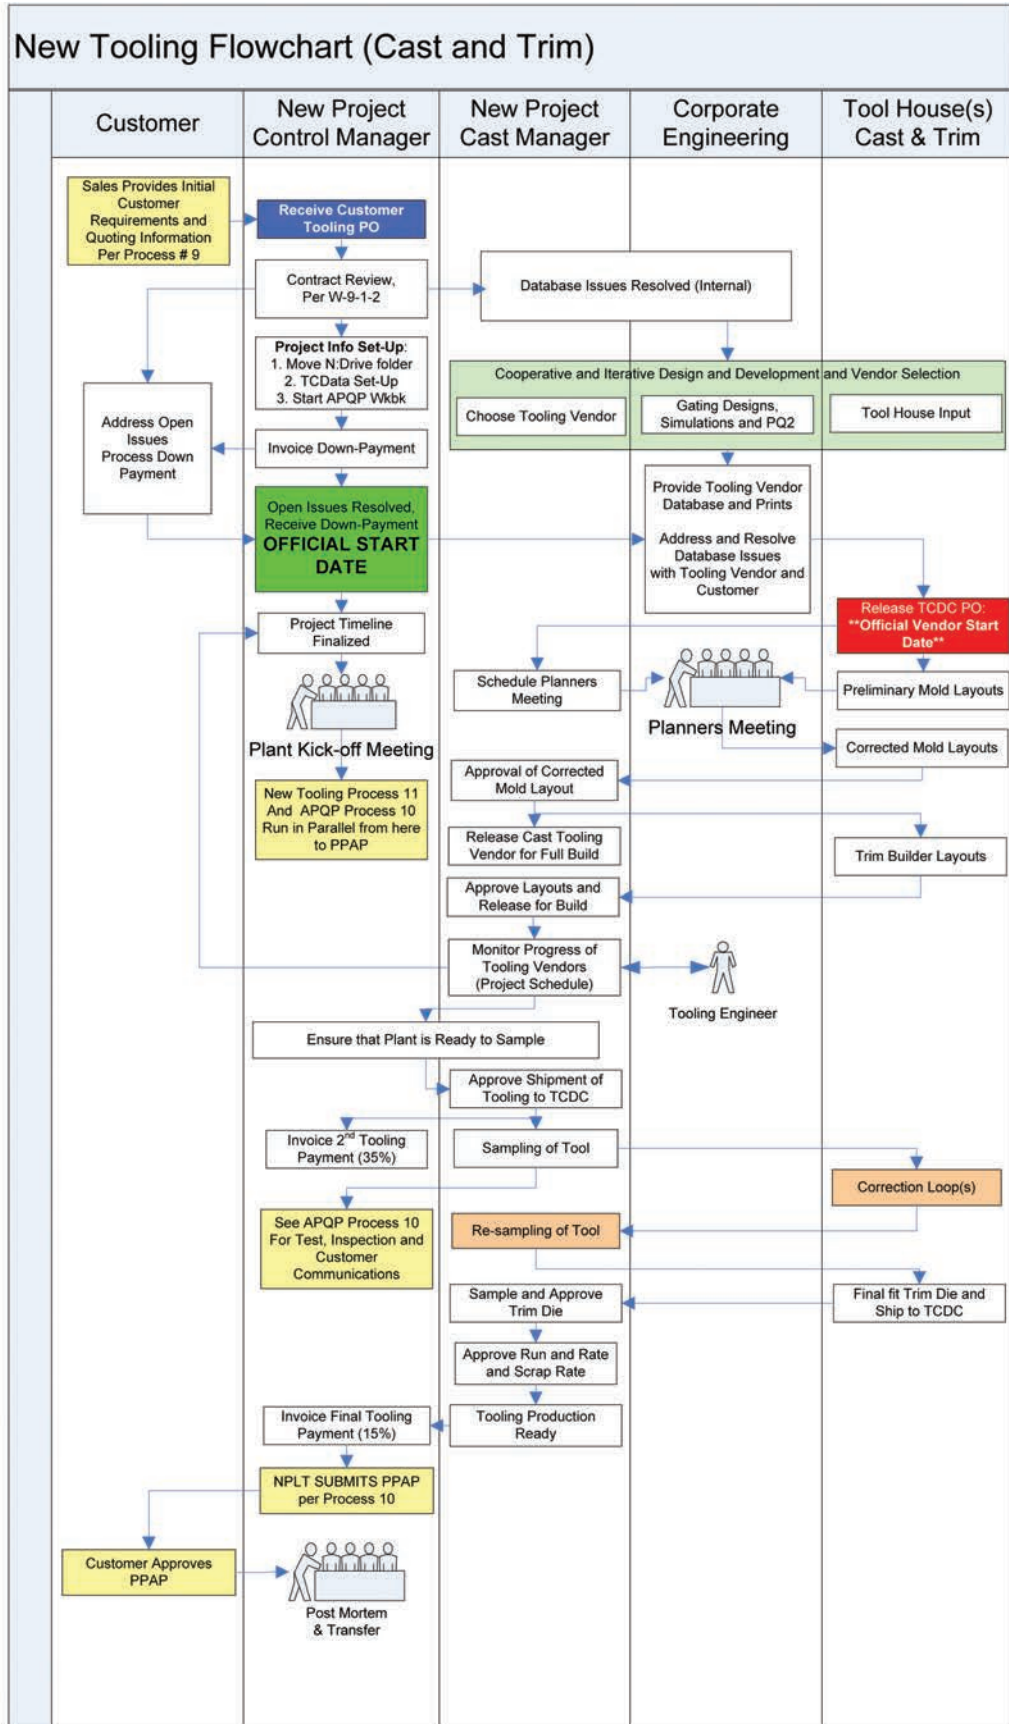 New Tooling Flowchart (Cast and Trim)
Customer
New Project
Control Manager
New Project
Cast Manager
Corporate
Engineering
Tool House(s)
Cast & Trim
Sales Provides Initial
Customer
Requirements and
Quoting Information
Per Process # 9
Receive Customer
Tooling PO
Contract Review,
Per W-9-1-2
Database Issues Resolved (Internal)
Project Info Set-Up:
1. Move N:Drive folder
2. TCData Set-Up
3. Start APQP Wkbk
Cooperative and Iterative Design and Development and Vendor Selection
Choose Tooling Vendor
Gating Designs,
Simulations and PQ2
Tool House Input
Address Open
Issues
Process Down
Payment
Invoice Down-Payment
Open Issues Resolved,
Receive Down-Payment
OFFICIAL START
DATE
Provide Tooling Vendor
Database and Prints
Address and Resolve
Database Issues
with Tooling Vendor and
Customer
Release TCDC PO:
**Official Vendor Start
Date**
Project Timeline
Finalized
Schedule Planners
Meeting
Planners Meeting
Preliminary Mold Layouts
Plant Kick-off Meeting
Corrected Mold Layouts
Approval of Corrected
Mold Layout
New Tooling Process 11
And APQP Process 10
Run in Parallel from here
to PPAP
Release Cast Tooling
Vendor for Full Build
Trim Builder Layouts
Approve Layouts and
Release for Build
Monitor Progress of
Tooling Vendors
(Project Schedule)
Tooling Engineer
Ensure that Plant is Ready to Sample
Approve Shipment of
Tooling to TCDC
Invoice 2nd Tooling
Payment (35%)
Sampling of Tool
Correction Loop(s)
See APQP Process 10
For Test, Inspection and
Customer
Communications
Re-sampling of Tool
Sample and Approve
Trim Die
Final fit Trim Die and
Ship to TCDC
Approve Run and Rate
and Scrap Rate
Invoice Final Tooling
Payment (15%)
Tooling Production
Ready
NPLT SUBMITS PPAP
per Process 10
Customer Approves
PPAP
Post Mortem
& Transfer